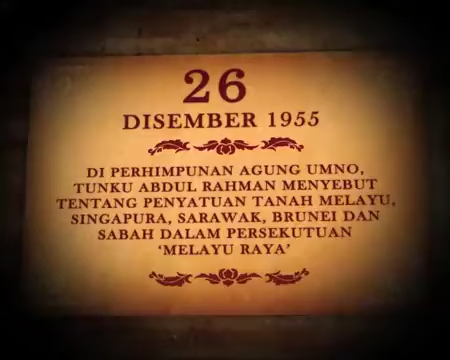 26
DISEMBER 1955
DI PERHIMPUNAN AGUNG UMNO,
TUNKU ABDUL RAHMAN MENYEBUT
TENTANG PENYATUAN TANAH MELAYU,
SINGAPURA, SARAWAK, BRUNEI DAN
SABAH DALAM PERSEKUTUAN
‘MELAYU RAYA’